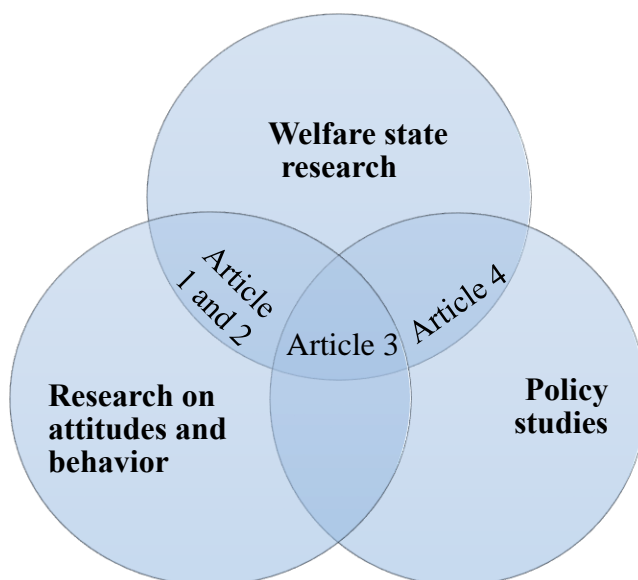 Welfare state
research
Article
1 and 2
Article 4
Article 3
Research on
attitudes and
behavior
Policy
studies